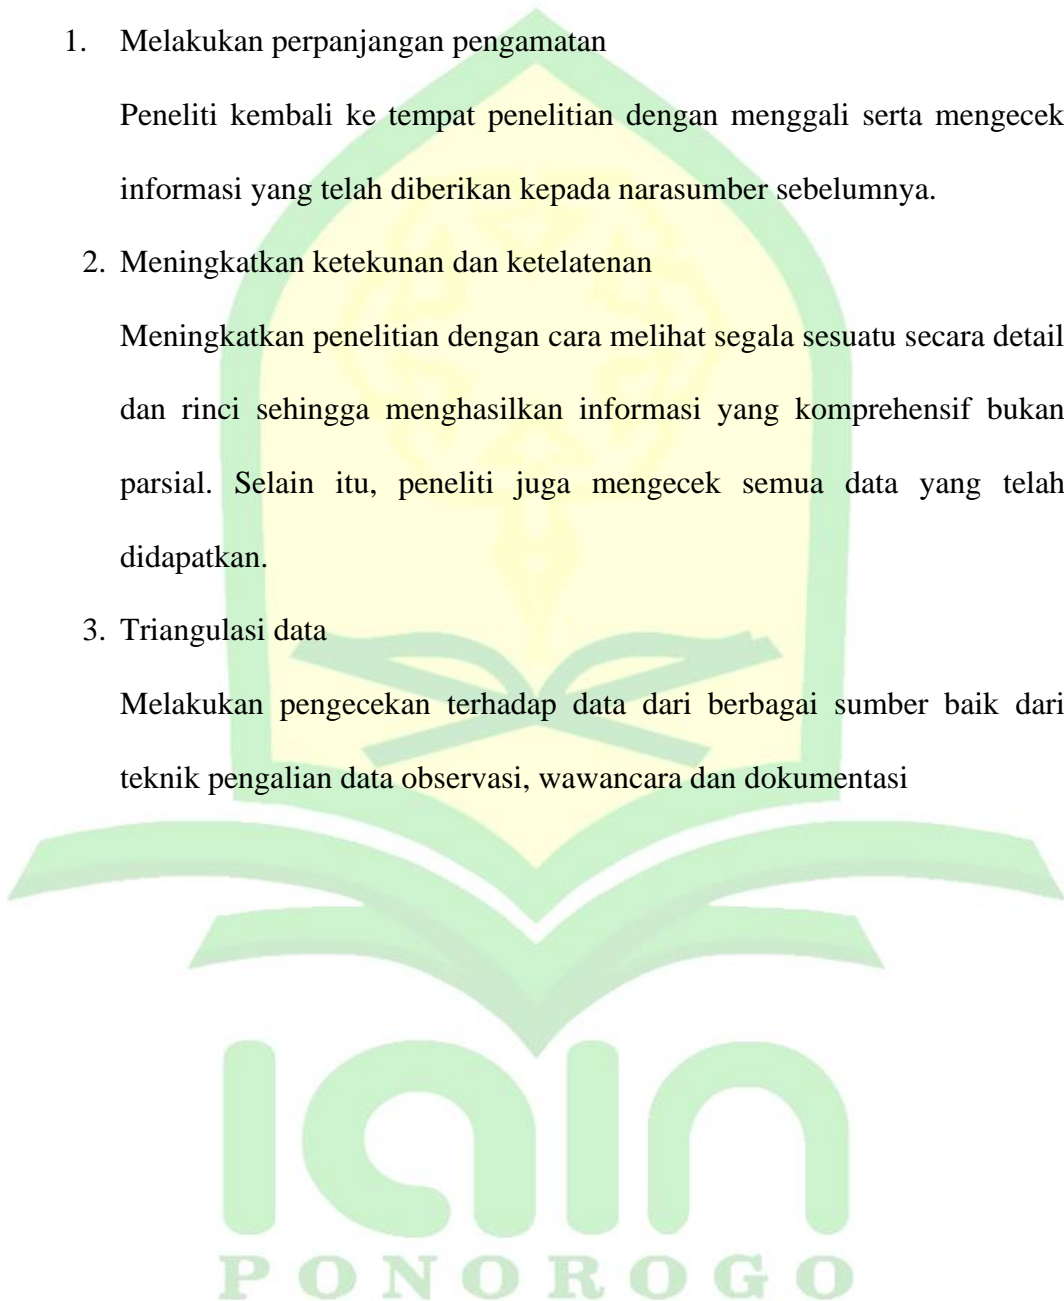 1. Melakukan perpanjangan pengamatan
Peneliti kembali ke tempat penelitian dengan menggali serta mengecek
informasi yang telah diberikan kepada narasumber sebelumnya.
2. Meningkatkan ketekunan dan ketelatenan
Meningkatkan penelitian dengan cara melihat segala sesuatu secara detail
dan rinci sehingga menghasilkan informasi yang komprehensif bukan
parsial. Selain itu, peneliti juga mengecek semua data yang telah
didapatkan.
3. Triangulasi data
Melakukan pengecekan terhadap data dari berbagai sumber baik dari
teknik pengalian data observasi, wawancara dan dokumentasi
iain
PONOROGO